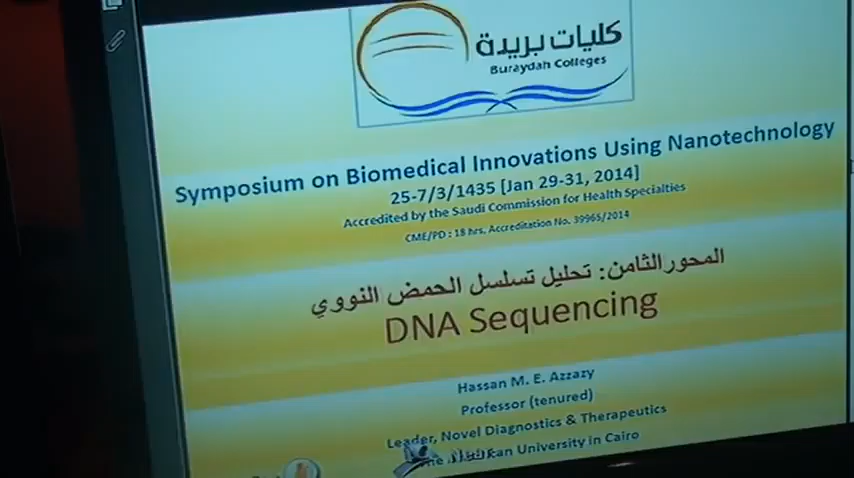 كليات بريدة
Buraydah Colleges
Symposium on Biomedical Innovations Using Nanotechnology
25-7/3/1435 [Jan 29-31, 2014]
Accredited by the Saudi Commission for Health Specialties
CME/PD : 18 hrs. Accreditation No. 39965/2014
المحور الثامن: تحليل تسلسل الحمض النووي
DNA Sequencing
Hassan M. E. Azzazy
Professor (tenured)
Leader, Novel Diagnostics & Therapeutics
University in Cairo